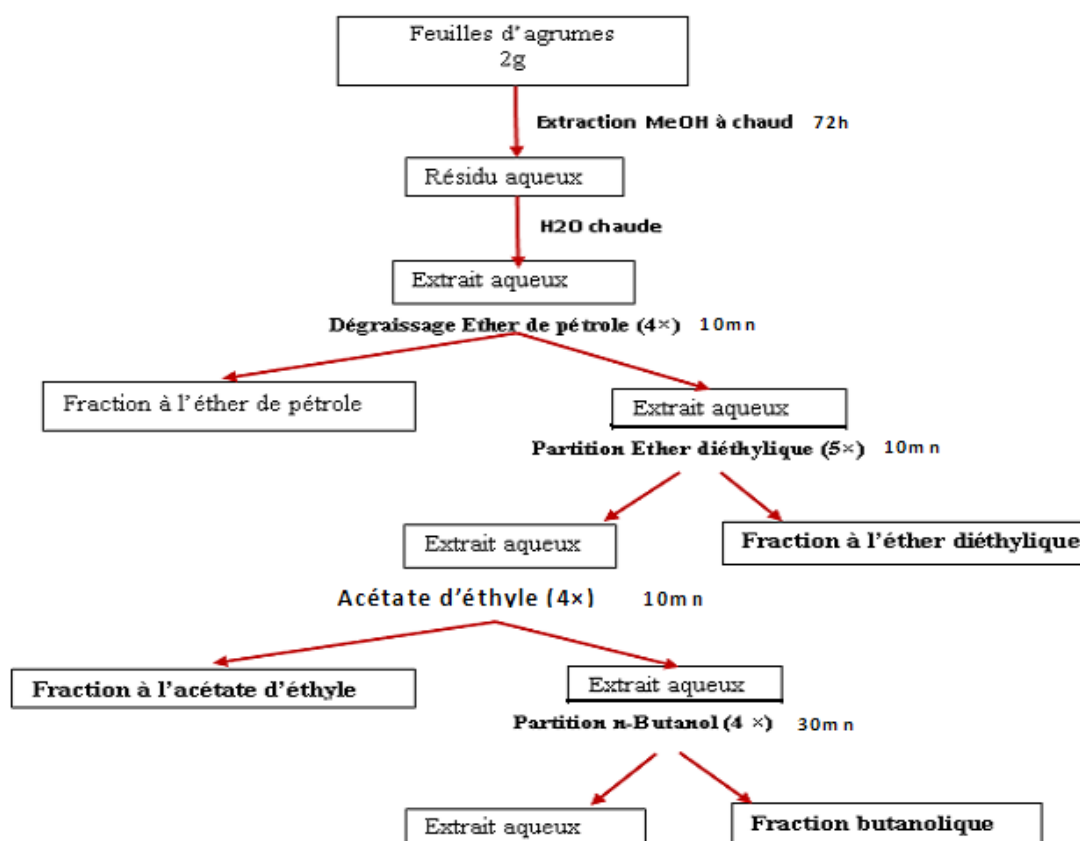 Feuilles d'agrumes
2g
Extraction MeOH à chaud 72h
Résidu aqueux
H2O chaude
Extrait aqueux
Dégraissage Ether de pétrole (4×) 10mn
Fraction à l'éther de pétrole
Extrait aqueux
Partition Ether diéthylique (5×) 10mn
Extrait aqueux
Fraction à l'éther diéthylique
Acétate d'éthyle (4×) 10mn
Fraction à l'acétate d'éthyle
Extrait aqueux
Partition n-Butanol (4 ×) 30mn
Extrait aqueux
Fraction butanolique